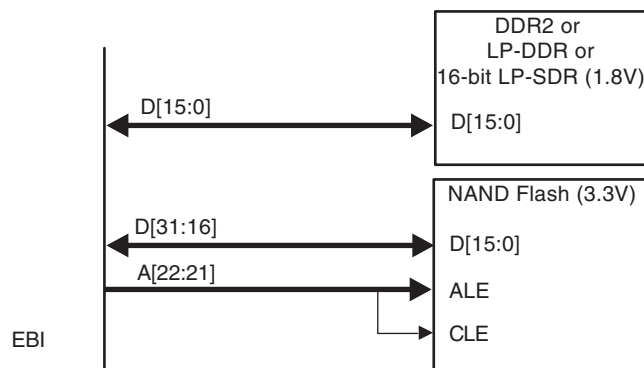 DDR2 or
LP-DDR or
16-bit LP-SDR (1.8V)
D[15:0]
D[15:0]
NAND Flash (3.3V)
D[31:16]
D[15:0]
A[22:21]
ALE
CLE
EBI